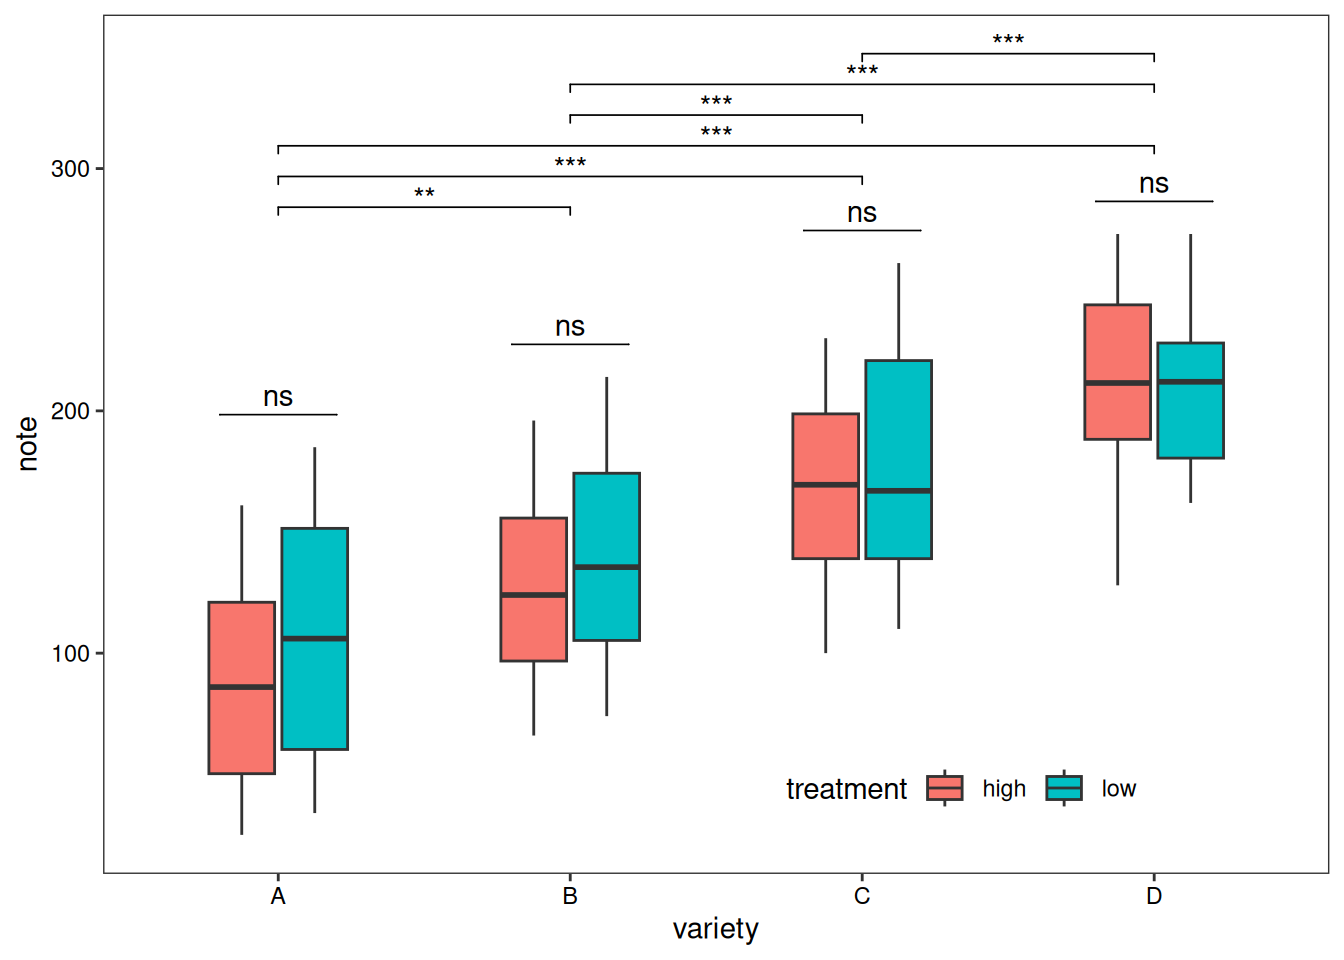 ***
***
***
***
***
**
ns
ns
ns
ns
300
200
100
note
treatment high low
A B C D
variety